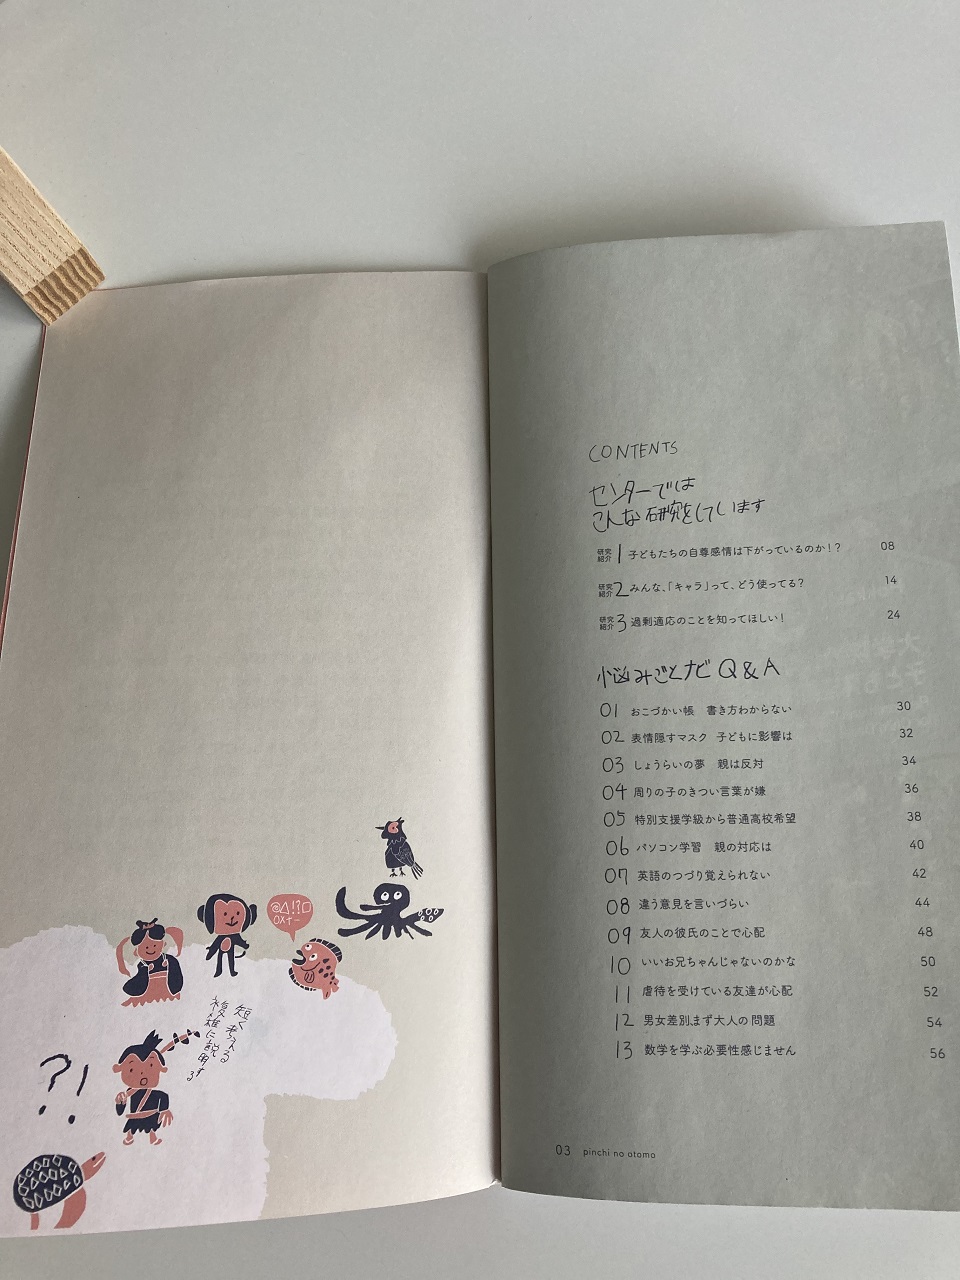 @△!?□
O×+-
短く考える
複雑に説明する
?!
CONTENTS
センターでは
こんな研究をしています
研究紹介 1 子どもたちの自尊感情は下がっているのか!? 08
研究紹介 2 みんな、「キャラ」って、どう使ってる? 14
研究紹介 3 過剰適応のことを知ってほしい! 24
悩みごとナビ Q&A
01 おこづかい帳 書き方わからない 30
02 表情隠すマスク 子どもに影響は 32
03 しょうらいの夢 親は反対 34
04 周りの子のきつい言葉が嫌 36
05 特別支援学級から普通高校希望 38
06 パソコン学習 親の対応は 40
07 英語のつづり覚えられない 42
08 違う意見を言いづらい 44
09 友人の彼氏のことで心配 48
10 いいお兄ちゃんじゃないのかな 50
11 虐待を受けている友達が心配 52
12 男女差別、まず大人の問題 54
13 数学を学ぶ必要性感じません 56
03 pinchi no otomo